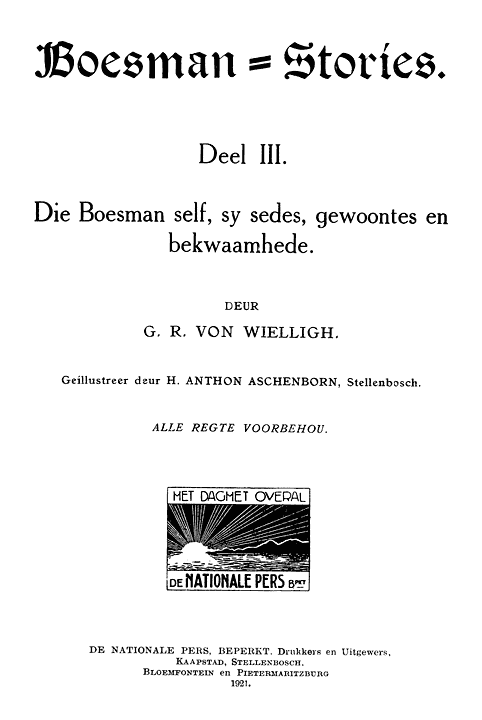 Boesman = Stories.
Deel III.
Die Boesman self, sy sedes, gewoontes en
bekwaamhede.
DEUR
G. R. VON WIELLIGH.
Geïllustreer deur H. ANTHON ASCHENBORN, Stellenbosch.
ALLE REGTE VOORBEHOU.
HET DAGHET OVERAL
DE NATIONALE PERS BPKT
DE NATIONALE PERS, BEPERKT. Drukkers en Uitgewers,
KAAPSTAD, STELLENBOSCH,
BLOEMFONTEIN en PIETERMARITZBURG
1921.